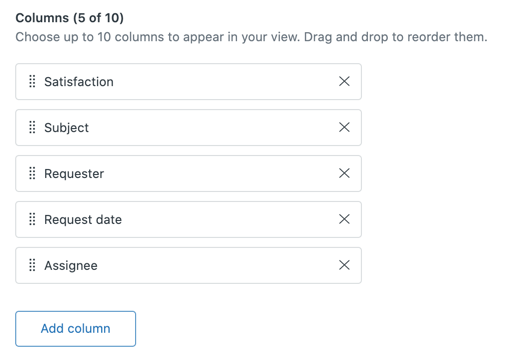 Columns (5 of 10)
Choose up to 10 columns to appear in your view. Drag and drop to reorder them.
Satisfaction
Subject
Requester
Request date
Assignee
Add column